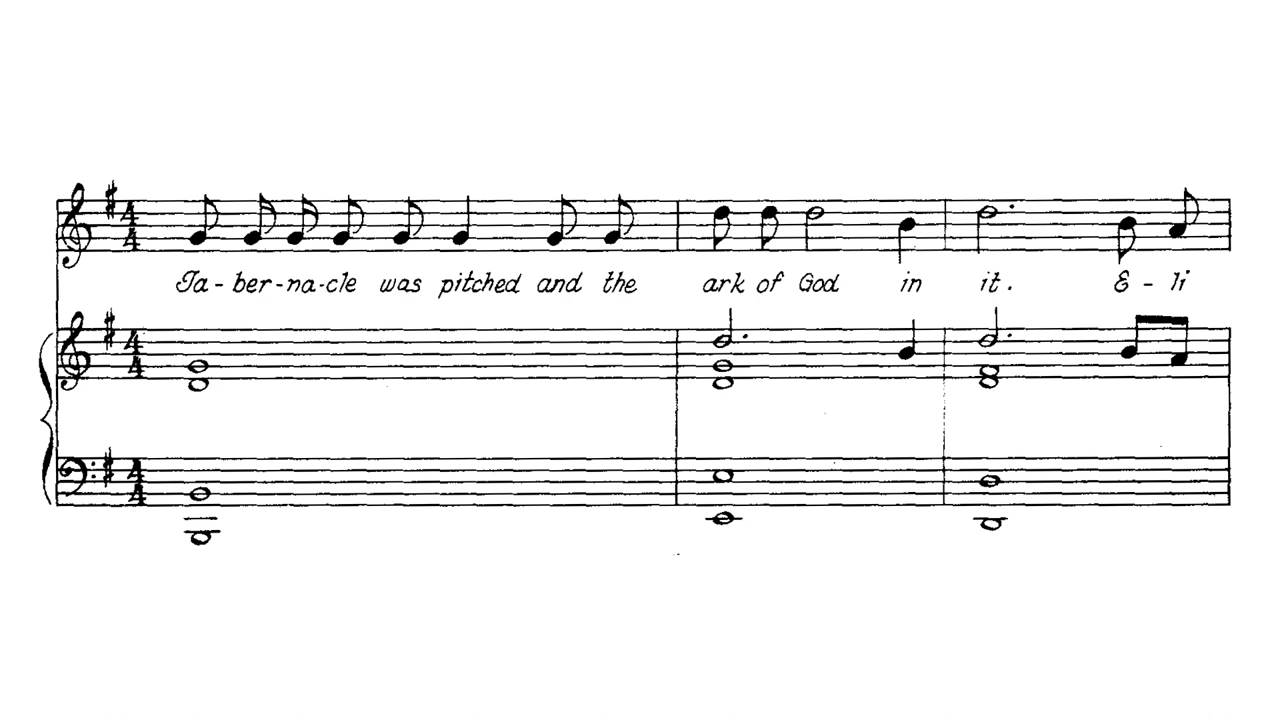 Ta-ber-na-cle was pitched and the ark of God in it. E-li